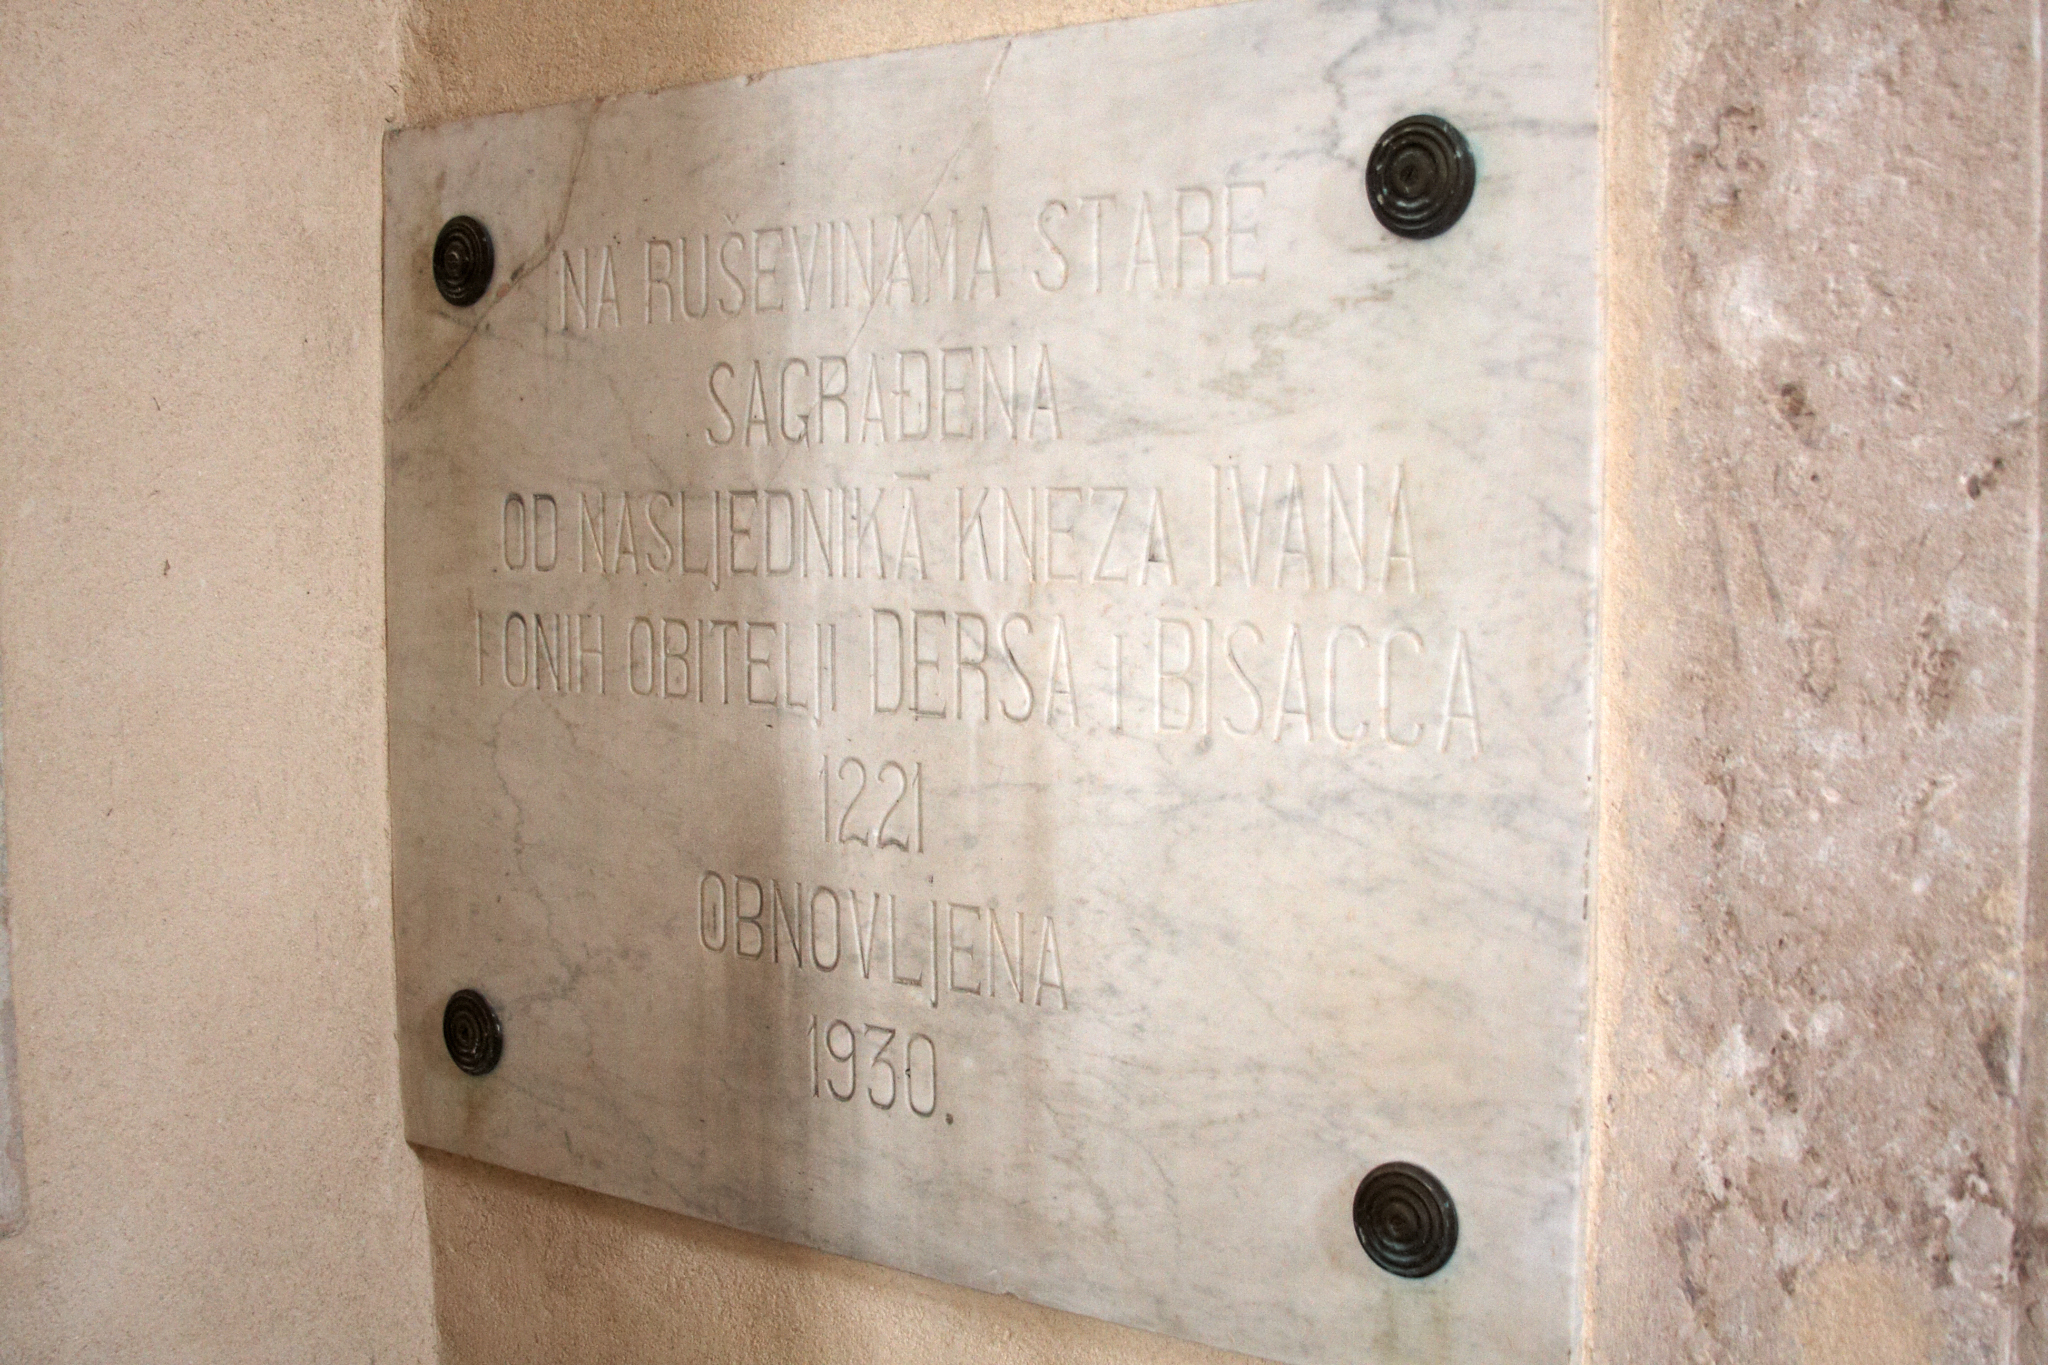 NA RUŠEVINAMA STARE
SAGRAĐENA
OD NASLJEDNIKĀ KNEZA IVANA
I ONIH OBITELJI DERSA I BISACCA
1221
OBNOVLJENA
1930.